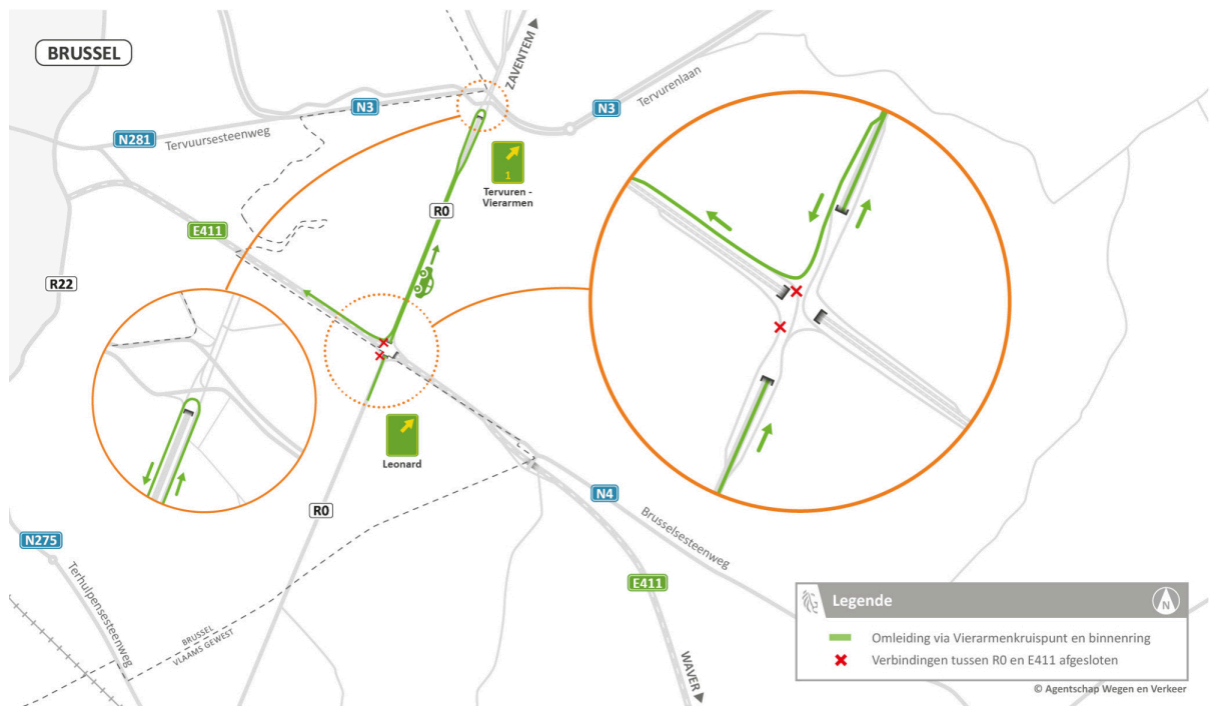 BRUSSEL
ZAVENTEM
N3
N3
Tervurenlaan
N281
Tervuursesteenweg
1
Tervuren -
Vierarmen
R0
E411
R22
Leonard
R0
N4
Brusselsesteenweg
N275
Terhulpensesteenweg
E411
BRUSSEL
VLAAMS GEWEST
WAVER
Legende
N
Omleiding via Vierarmenkruispunt en binnenring
Verbindingen tussen R0 en E411 afgesloten
© Agentschap Wegen en Verkeer